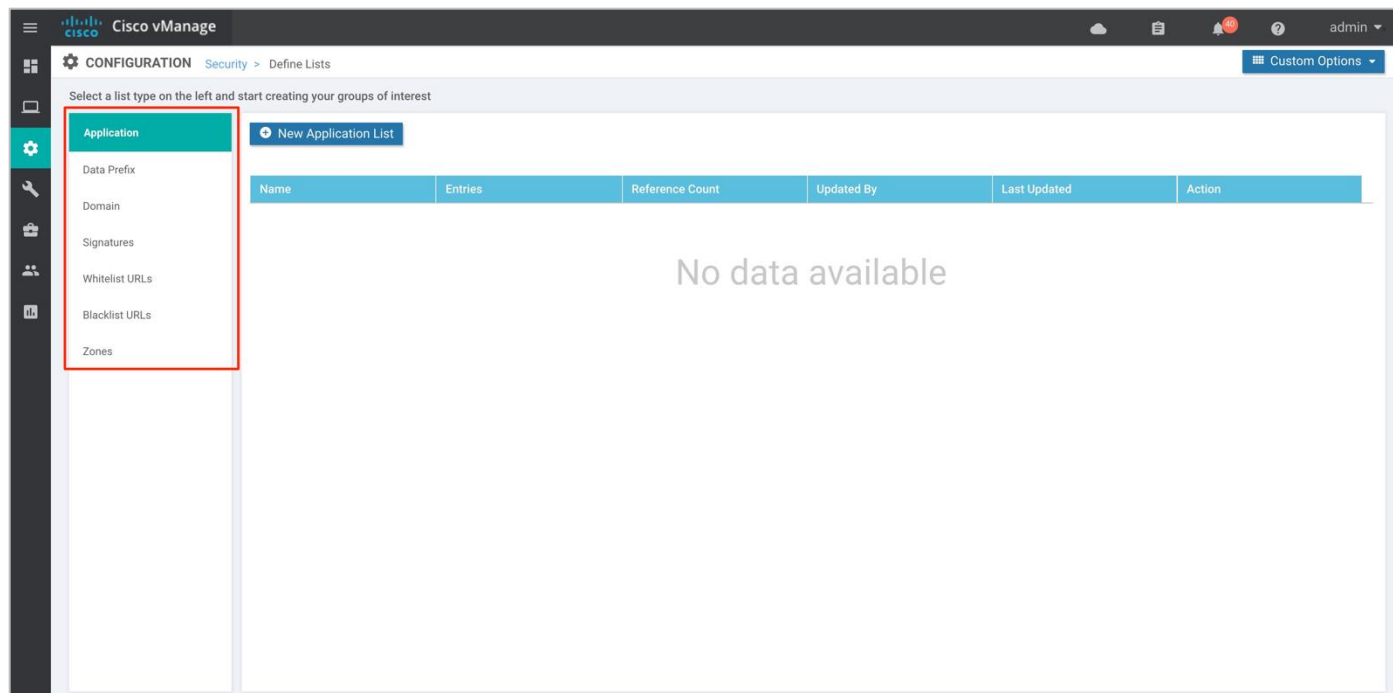 cisco Cisco vManage 40 admin
CONFIGURATION Security > Define Lists Custom Options
Select a list type on the left and start creating your groups of interest
Application
Data Prefix
Domain
Signatures
Whitelist URLs
Blacklist URLs
Zones
New Application List
Name Entries Reference Count Updated By Last Updated Action
No data available